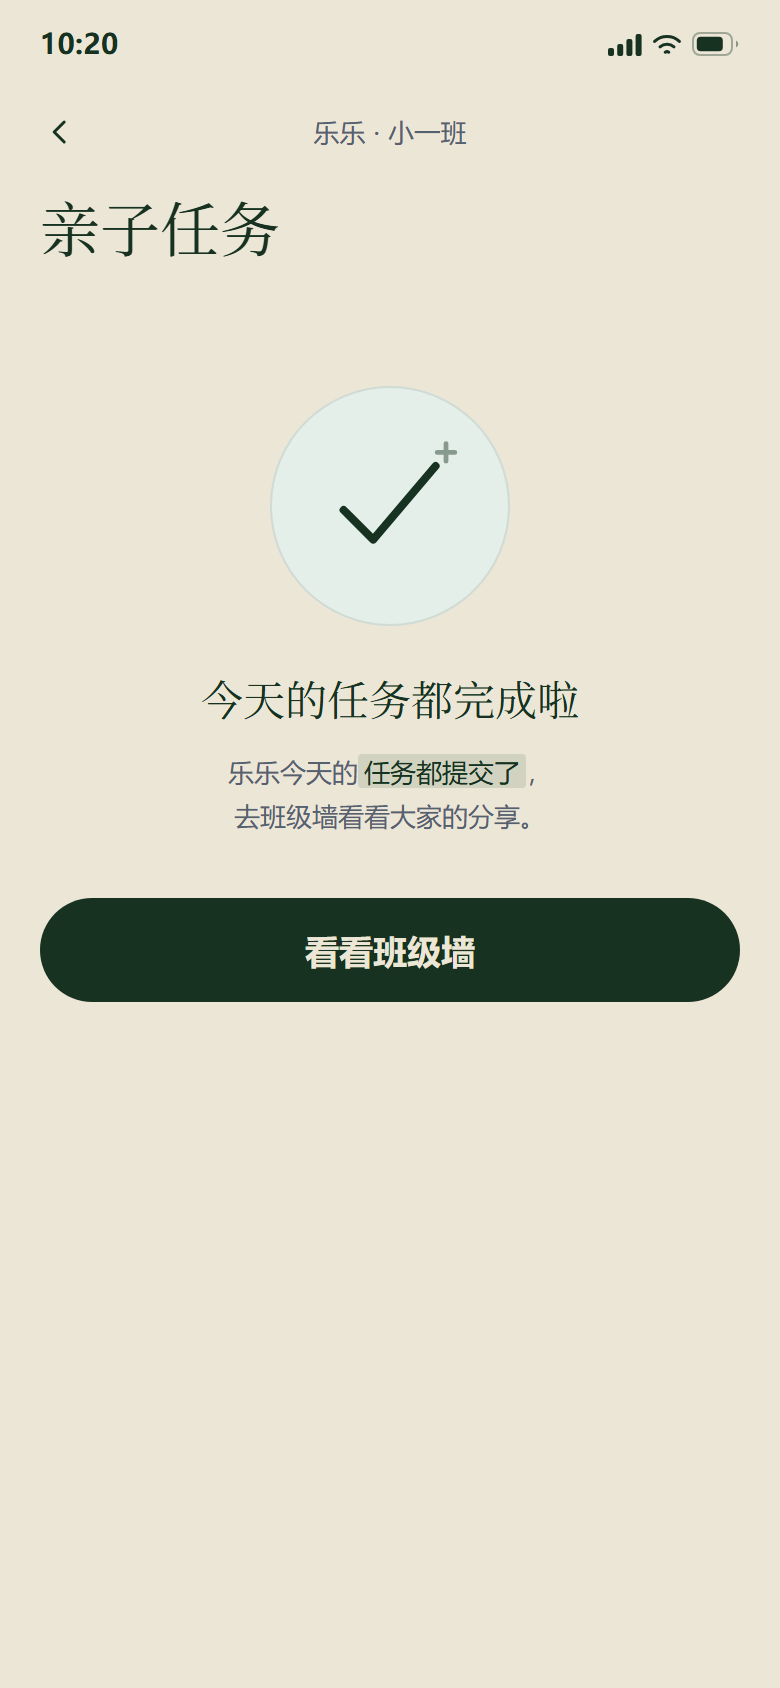 10:20
乐乐 · 小一班
亲子任务
今天的任务都完成啦
乐乐今天的任务都提交了，
去班级墙看看大家的分享。
看看班级墙